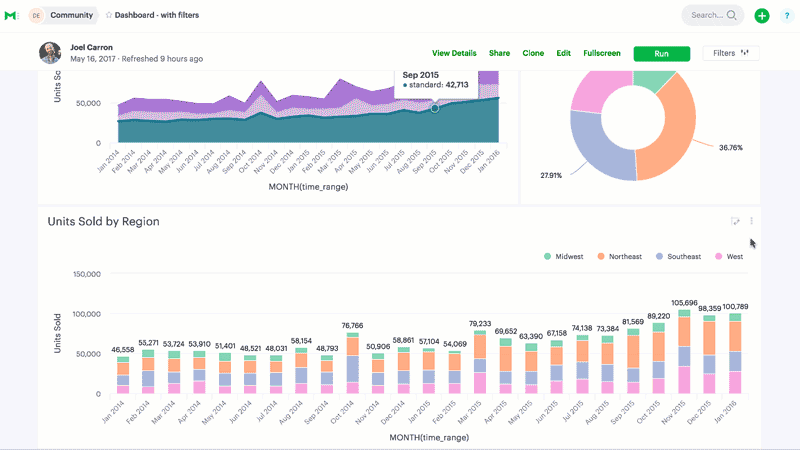 DE Community Dashboard - with filters Search...
Joel Carron
May 16, 2017 · Refreshed 9 hours ago
View Details Share Clone Edit Fullscreen Run Filters
Sep 2015
standard: 42,713
50,000
0
Jan 2014 Feb 2014 Mar 2014 Apr 2014 May 2014 Jun 2014 Jul 2014 Aug 2014 Sep 2014 Oct 2014 Nov 2014 Dec 2014 Jan 2015 Feb 2015 Mar 2015 Apr 2015 May 2015 Jun 2015 Jul 2015 Aug 2015 Sep 2015 Oct 2015 Nov 2015 Dec 2015 Jan 2016
MONTH(time_range)
36.76%
27.91%
Units Sold by Region
Midwest Northeast Southeast West
Units Sold
150,000
100,000
50,000
0
46,558 55,271 53,724 53,910 51,401 48,521 48,031 58,154 48,793 76,766 50,906 58,861 57,104 54,069 79,233 69,652 63,390 67,158 74,138 73,384 81,569 89,220 105,696 98,359 100,789
Jan 2014 Feb 2014 Mar 2014 Apr 2014 May 2014 Jun 2014 Jul 2014 Aug 2014 Sep 2014 Oct 2014 Nov 2014 Dec 2014 Jan 2015 Feb 2015 Mar 2015 Apr 2015 May 2015 Jun 2015 Jul 2015 Aug 2015 Sep 2015 Oct 2015 Nov 2015 Dec 2015 Jan 2016
MONTH(time_range)